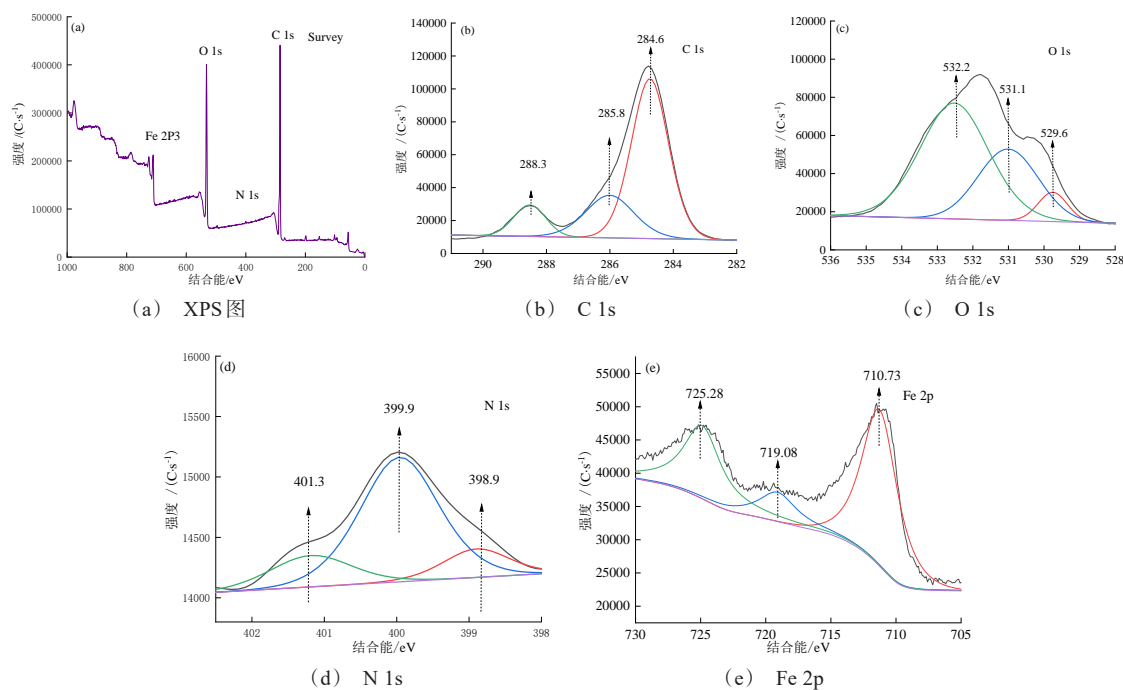 (a)
Survey
C 1s
O 1s
Fe 2P3
N 1s
500000
400000
300000
200000
100000
0
1000 800 600 400 200 0
强度/(C·s⁻¹)
结合能/eV
(a) XPS图
(b)
C 1s
284.6
285.8
288.3
140000
120000
100000
80000
60000
40000
20000
0
290 288 286 284 282
强度 / (C·s⁻¹)
结合能/eV
(b) C 1s
(c)
O 1s
532.2
531.1
529.6
120000
100000
80000
60000
40000
20000
0
536 535 534 533 532 531 530 529 528
强度 / (C·s⁻¹)
结合能/eV
(c) O 1s
(d)
N 1s
399.9
401.3
398.9
16000
15500
15000
14500
14000
402 401 400 399 398
强度 / (C·s⁻¹)
结合能/eV
(d) N 1s
(e)
Fe 2p
710.73
725.28
719.08
55000
50000
45000
40000
35000
30000
25000
20000
730 725 720 715 710 705
强度 / (C·s⁻¹)
结合能/eV
(e) Fe 2p